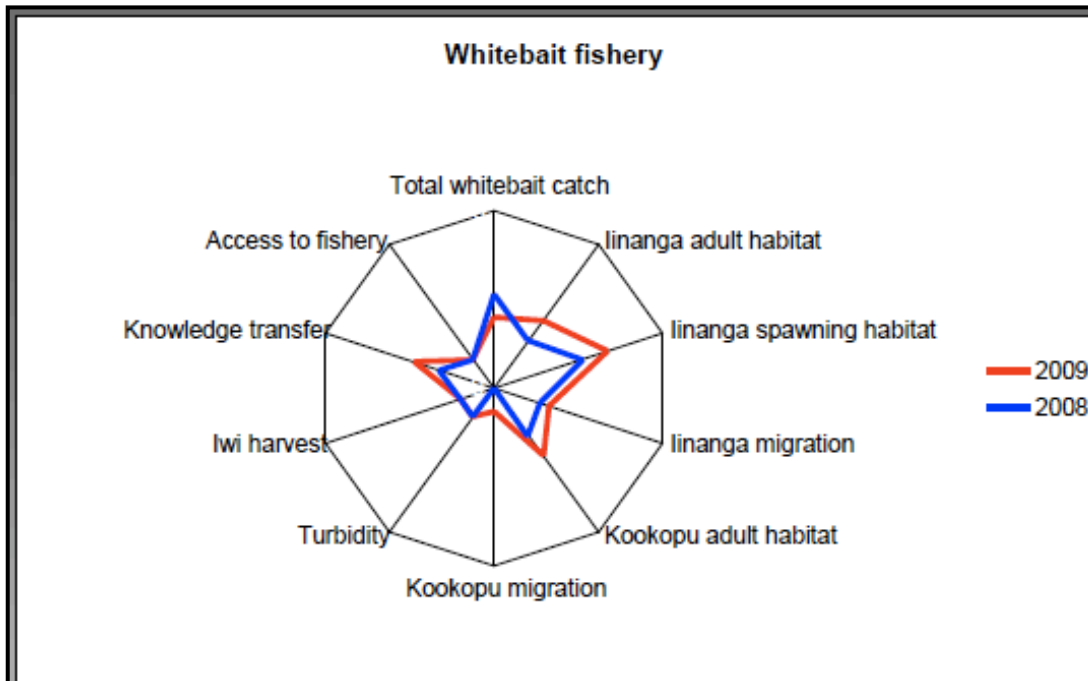 Whitebait fishery
Total whitebait catch
Iinanga adult habitat
Iinanga spawning habitat
Iinanga migration
Kookopu adult habitat
Kookopu migration
Turbidity
Iwi harvest
Knowledge transfer
Access to fishery
2009
2008